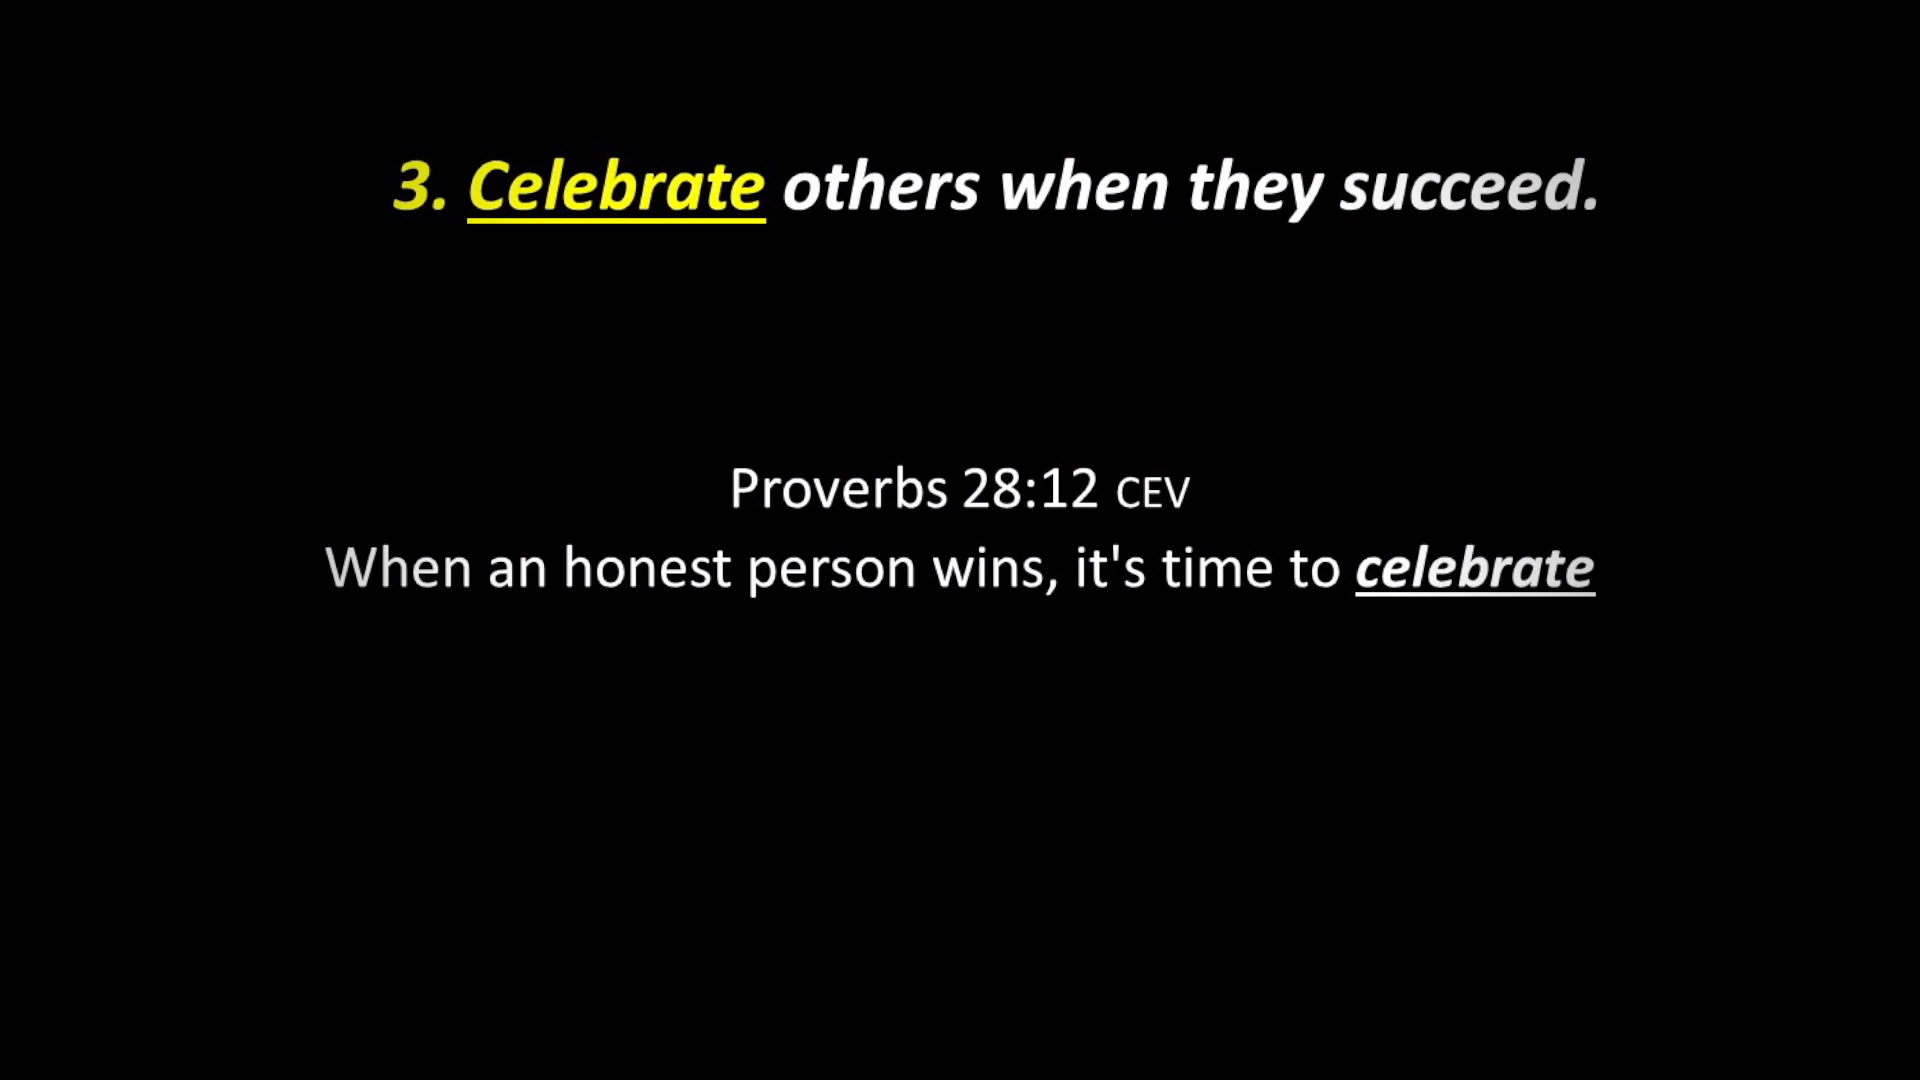 3. Celebrate others when they succeed.
Proverbs 28:12 CEV
When an honest person wins, it's time to celebrate